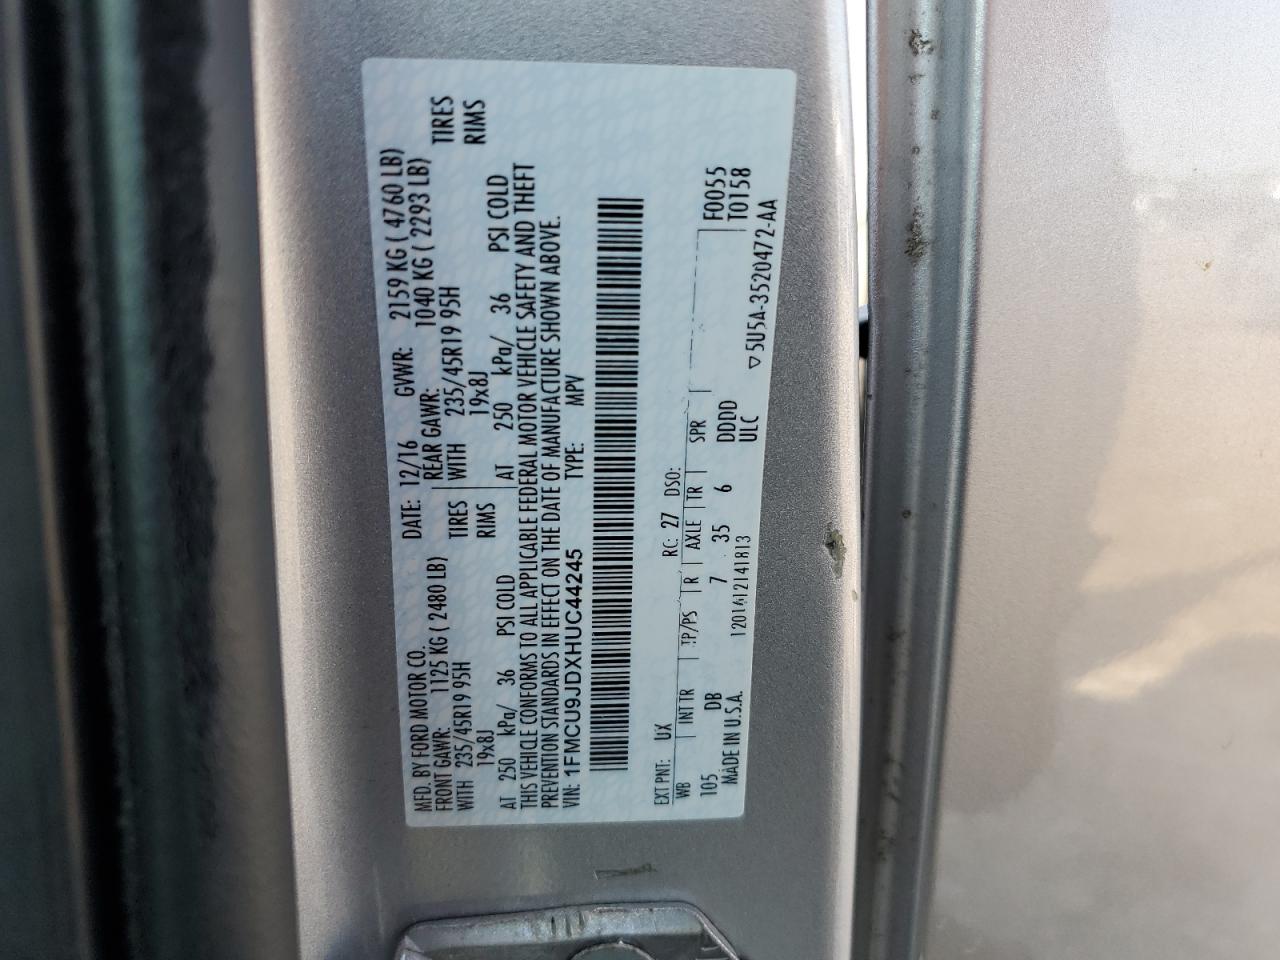 MFD. BY FORD MOTOR CO. DATE: 12/16 GVWR: 2159 KG ( 4760 LB)
FRONT GAWR: 1125 KG ( 2480 LB) REAR GAWR: 1040 KG ( 2293 LB)
WITH 235/45R19 95H TIRES WITH 235/45R19 95H TIRES
19x8J RIMS 19x8J RIMS
AT 250 kPa/ 36 PSI COLD AT 250 kPa/ 36 PSI COLD
THIS VEHICLE CONFORMS TO ALL APPLICABLE FEDERAL MOTOR VEHICLE SAFETY AND THEFT
PREVENTION STANDARDS IN EFFECT ON THE DATE OF MANUFACTURE SHOWN ABOVE.
VIN: 1FMCU9JDXHUC44245 TYPE: MPV
EXT PNT: UX RC: 27 DSO:
WB INT TR TP/PS R AXLE TR SPR F0055
105 DB 7 35 6 DDDD T0158
MADE IN U.S.A. 1201612141813 ULC ▽5U5A-3520472-AA